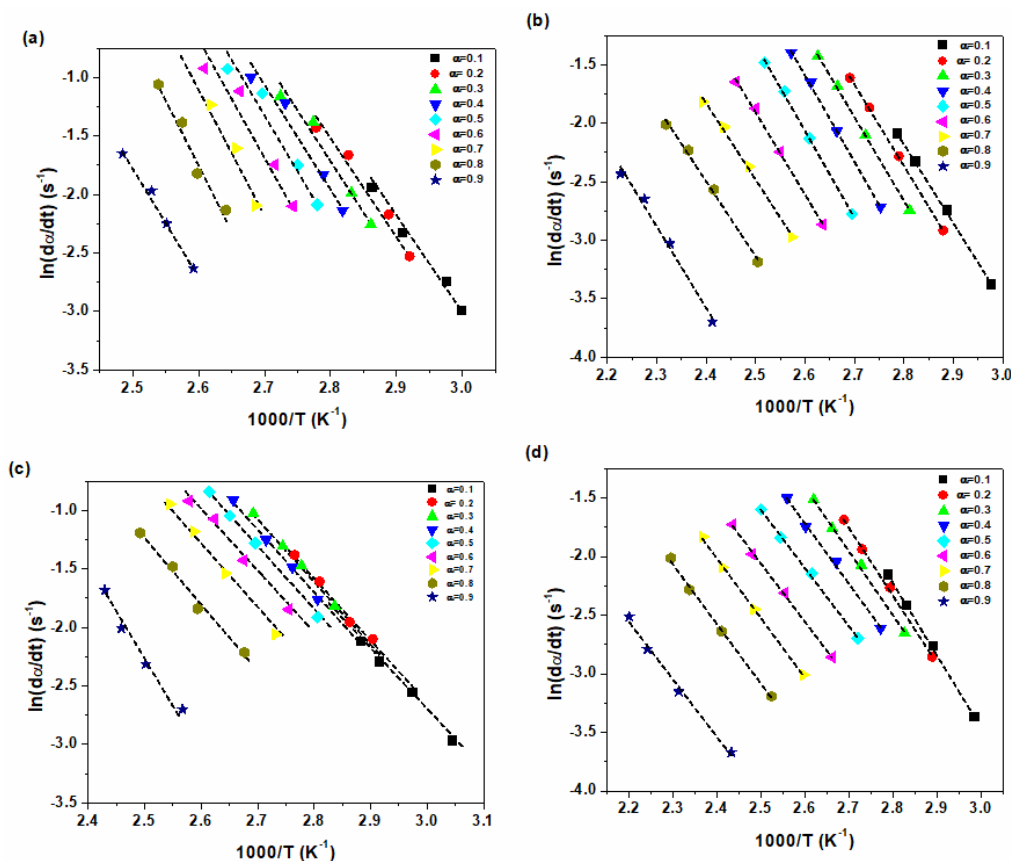 (a)
ln(dα/dt) (s⁻¹)
-1.0
-1.5
-2.0
-2.5
-3.0
-3.5
2.5 2.6 2.7 2.8 2.9 3.0
1000/T (K⁻¹)
α=0.1
α= 0.2
α=0.3
α=0.4
α=0.5
α=0.6
α=0.7
α=0.8
α=0.9
(b)
ln(dα/dt) (s⁻¹)
-1.5
-2.0
-2.5
-3.0
-3.5
-4.0
2.2 2.3 2.4 2.5 2.6 2.7 2.8 2.9 3.0
1000/T (K⁻¹)
α=0.1
α= 0.2
α=0.3
α=0.4
α=0.5
α=0.6
α=0.7
α=0.8
α=0.9
(c)
ln(dα/dt) (s⁻¹)
-1.0
-1.5
-2.0
-2.5
-3.0
-3.5
2.4 2.5 2.6 2.7 2.8 2.9 3.0 3.1
1000/T (K⁻¹)
α=0.1
α= 0.2
α=0.3
α=0.4
α=0.5
α=0.6
α=0.7
α=0.8
α=0.9
(d)
ln(dα/dt) (s⁻¹)
-1.5
-2.0
-2.5
-3.0
-3.5
-4.0
2.2 2.3 2.4 2.5 2.6 2.7 2.8 2.9 3.0
1000/T (K⁻¹)
α=0.1
α= 0.2
α=0.3
α=0.4
α=0.5
α=0.6
α=0.7
α=0.8
α=0.9